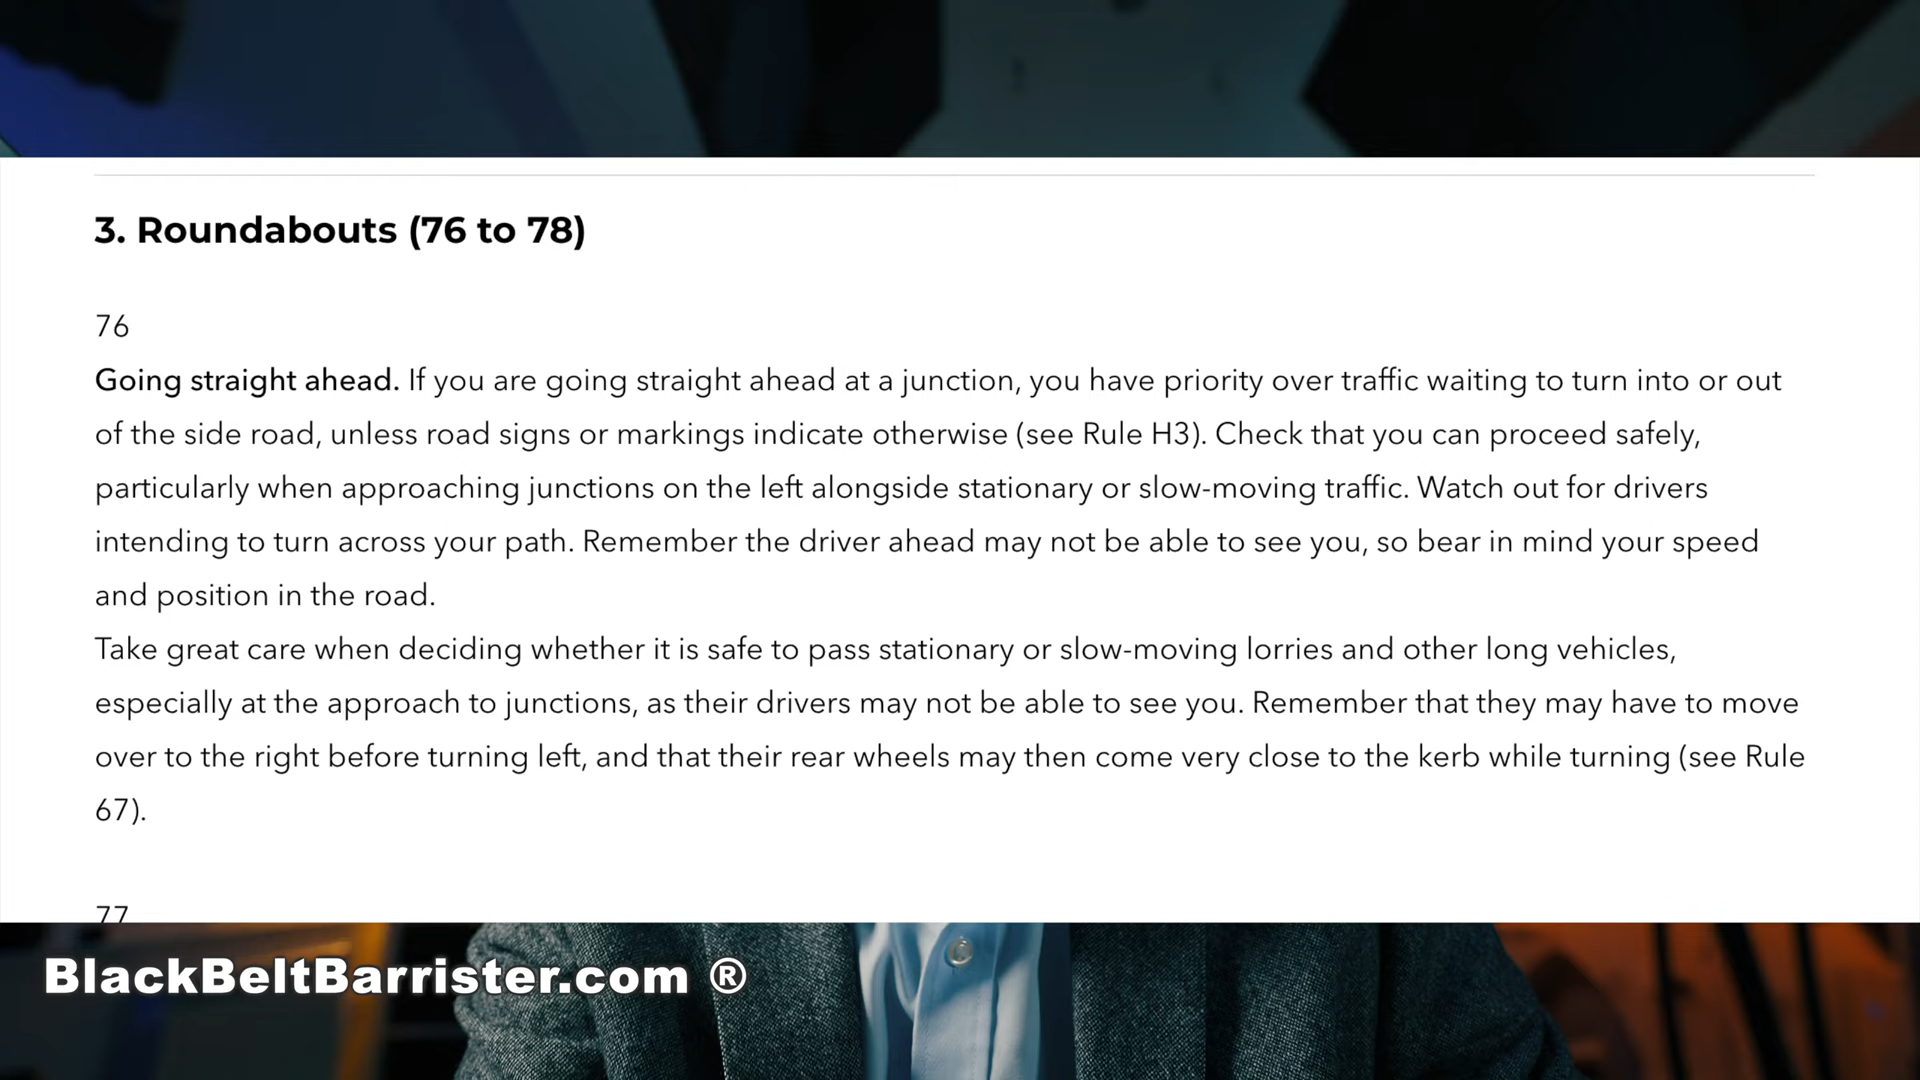 3. Roundabouts (76 to 78)
76
Going straight ahead. If you are going straight ahead at a junction, you have priority over traffic waiting to turn into or out
of the side road, unless road signs or markings indicate otherwise (see Rule H3). Check that you can proceed safely,
particularly when approaching junctions on the left alongside stationary or slow-moving traffic. Watch out for drivers
intending to turn across your path. Remember the driver ahead may not be able to see you, so bear in mind your speed
and position in the road.
Take great care when deciding whether it is safe to pass stationary or slow-moving lorries and other long vehicles,
especially at the approach to junctions, as their drivers may not be able to see you. Remember that they may have to move
over to the right before turning left, and that their rear wheels may then come very close to the kerb while turning (see Rule
67).
77
BlackBeltBarrister.com ®